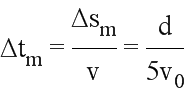 Δt_m = Δs_m / v = d / 5v_0